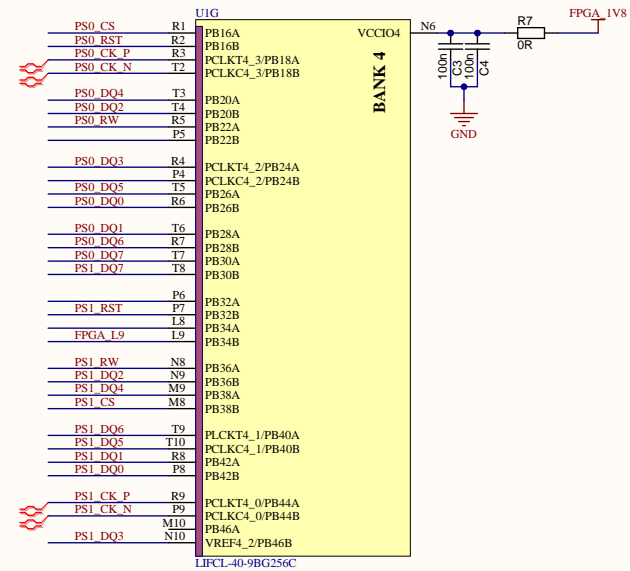 U1G
FPGA_1V8
PS0_CS R1 PB16A VCCIO4 N6 R7
PS0_RST R2 PB16B 0R
PS0_CK_P R3 PCLKT4_3/PB18A
PS0_CK_N T2 PCLKC4_3/PB18B
100n C3 100n C4
BANK 4
PS0_DQ4 T3 PB20A
PS0_DQ2 T4 PB20B
PS0_RW R5 PB22A
P5 PB22B
GND
PS0_DQ3 R4 PCLKT4_2/PB24A
P4 PCLKC4_2/PB24B
PS0_DQ5 T5 PB26A
PS0_DQ0 R6 PB26B
PS0_DQ1 T6 PB28A
PS0_DQ6 R7 PB28B
PS0_DQ7 T7 PB30A
PS1_DQ7 T8 PB30B
P6 PB32A
PS1_RST P7 PB32B
L8 PB34A
FPGA_L9 L9 PB34B
PS1_RW N8 PB36A
PS1_DQ2 N9 PB36B
PS1_DQ4 M9 PB38A
PS1_CS M8 PB38B
PS1_DQ6 T9 PLCKT4_1/PB40A
PS1_DQ5 T10 PCLKC4_1/PB40B
PS1_DQ1 R8 PB42A
PS1_DQ0 P8 PB42B
PS1_CK_P R9 PCLKT4_0/PB44A
PS1_CK_N P9 PCLKC4_0/PB44B
M10 PB46A
PS1_DQ3 N10 VREF4_2/PB46B
LIFCL-40-9BG256C